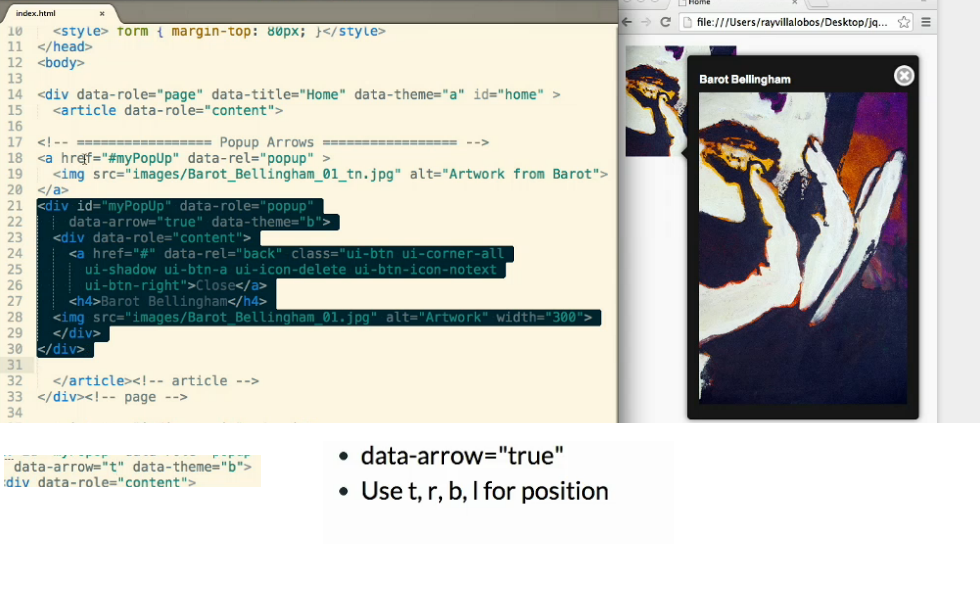 index.html ×
10 <style> form { margin-top: 80px; }</style>
11 </head>
12 <body>
13
14 <div data-role="page" data-title="Home" data-theme="a" id="home" >
15 <article data-role="content">
16
17 <!-- ================= Popup Arrows ================= -->
18 <a href="#myPopUp" data-rel="popup" >
19 <img src="images/Barot_Bellingham_01_tn.jpg" alt="Artwork from Barot">
20 </a>
21 <div id="myPopUp" data-role="popup"
22 data-arrow="true" data-theme="b">
23 <div data-role="content">
24 <a href="#" data-rel="back" class="ui-btn ui-corner-all
25 ui-shadow ui-btn-a ui-icon-delete ui-btn-icon-notext
26 ui-btn-right">Close</a>
27 <h4>Barot Bellingham</h4>
28 <img src="images/Barot_Bellingham_01.jpg" alt="Artwork" width="300">
29 </div>
30 </div>
31
32 </article><!-- article -->
33 </div><!-- page -->
34
Home ×
file:///Users/rayvillalobos/Desktop/jq...
Barot Bellingham
data-arrow="t" data-theme="b">
div data-role="content">
• data-arrow="true"
• Use t, r, b, l for position